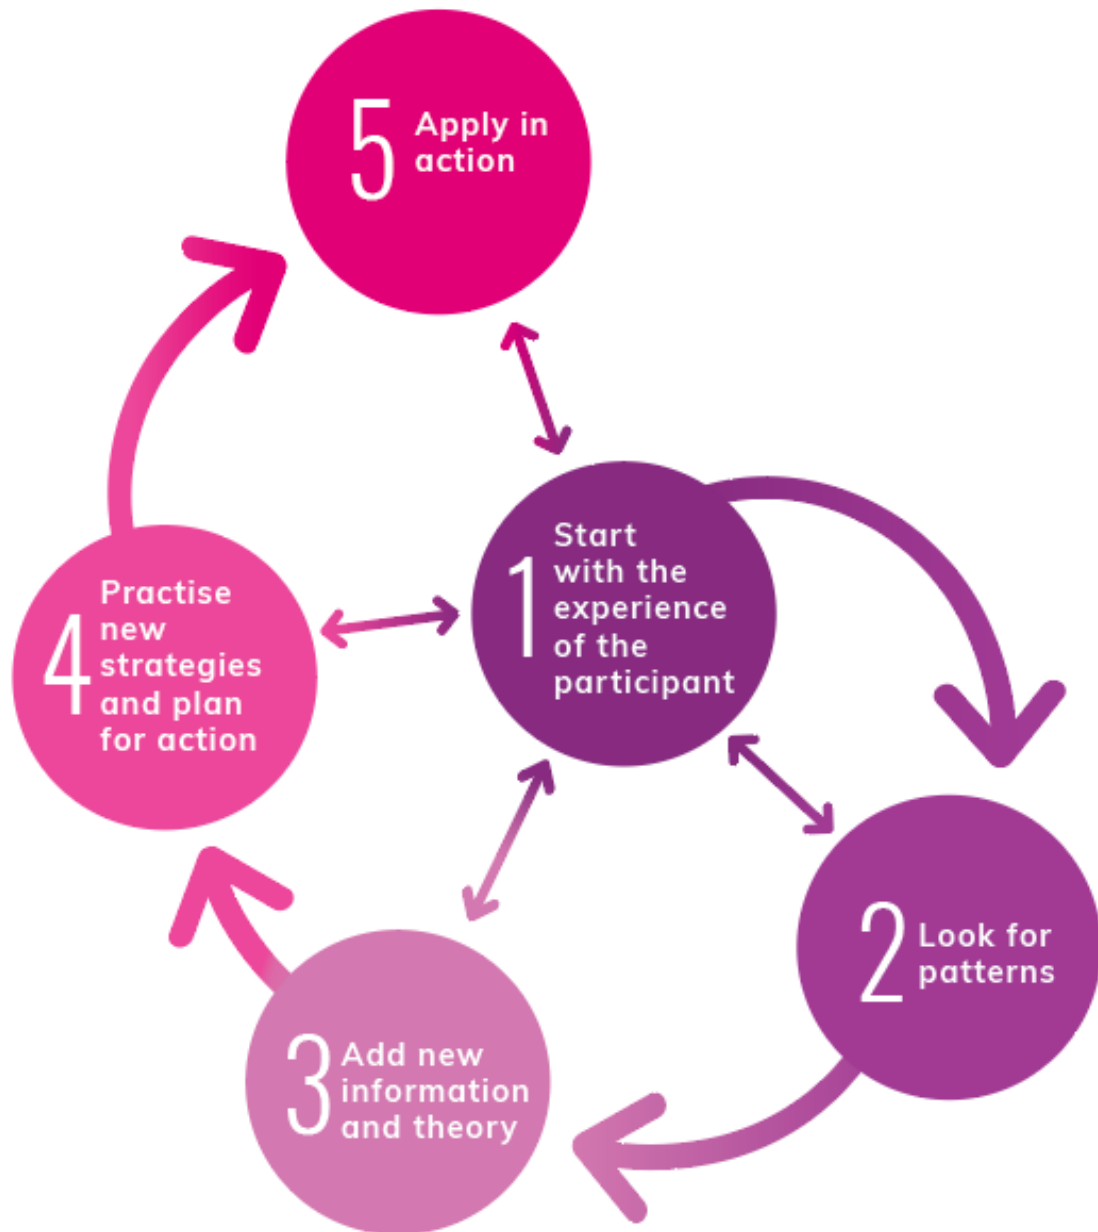 5
Apply in
action
1
Start
with the
experience
of the
participant
4
Practise
new
strategies
and plan
for action
2
Look for
patterns
3
Add new
information
and theory